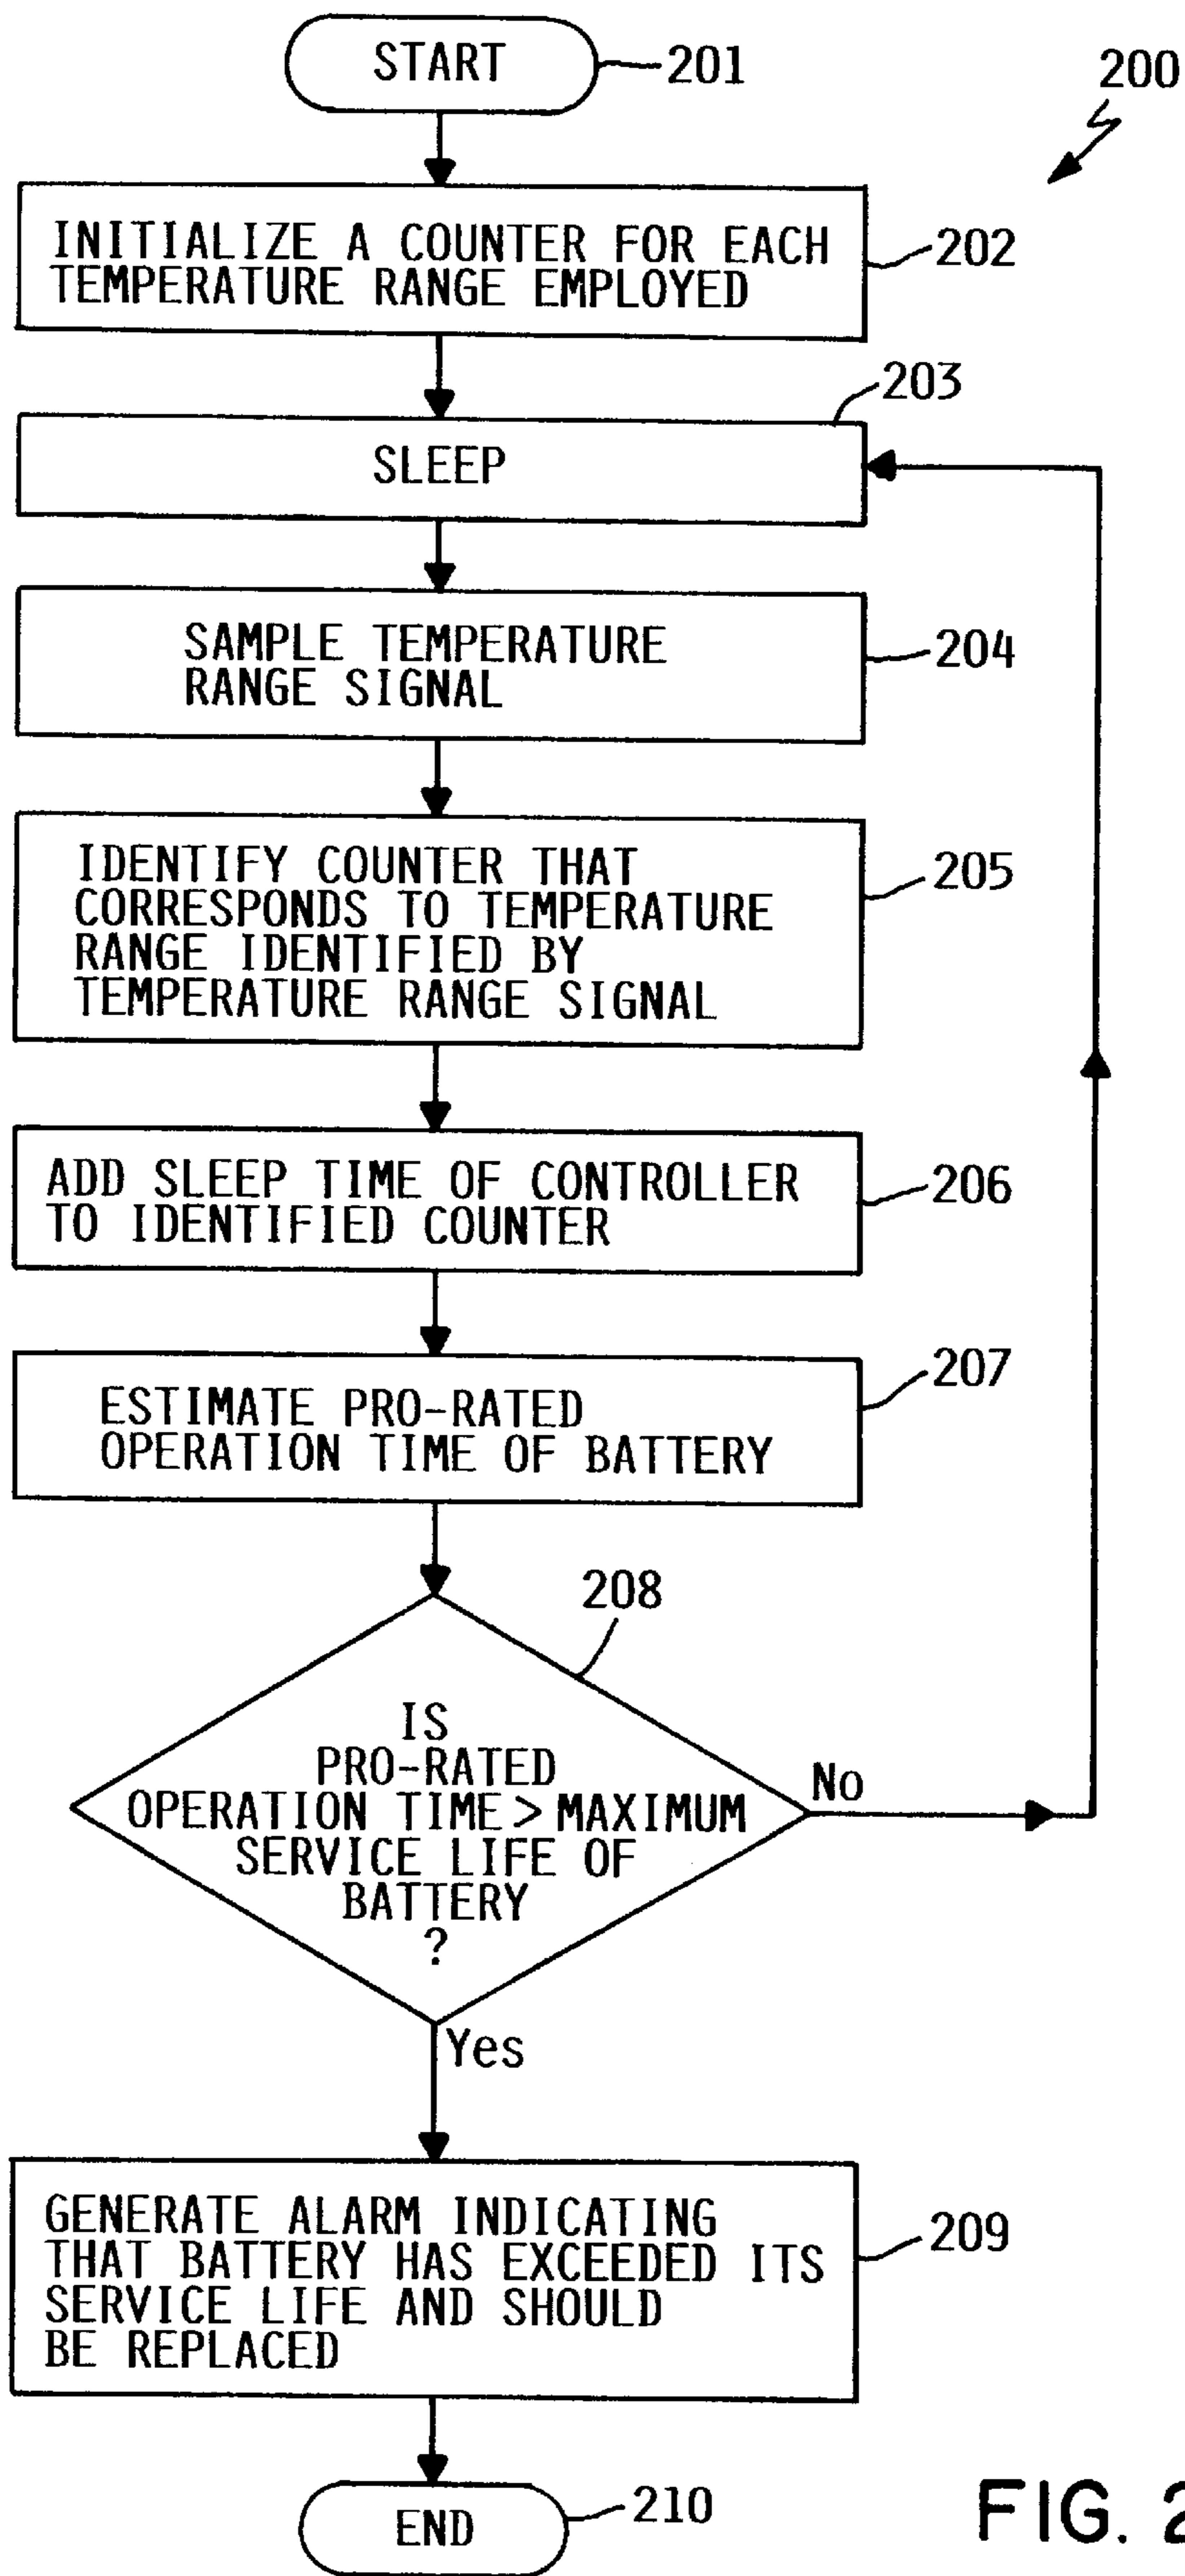 START
201
200
INITIALIZE A COUNTER FOR EACH
TEMPERATURE RANGE EMPLOYED
202
203
SLEEP
SAMPLE TEMPERATURE
RANGE SIGNAL
204
IDENTIFY COUNTER THAT
CORRESPONDS TO TEMPERATURE
RANGE IDENTIFIED BY
TEMPERATURE RANGE SIGNAL
205
ADD SLEEP TIME OF CONTROLLER
TO IDENTIFIED COUNTER
206
ESTIMATE PRO-RATED
OPERATION TIME OF BATTERY
207
208
IS
PRO-RATED
OPERATION TIME > MAXIMUM
SERVICE LIFE OF
BATTERY
?
No
Yes
GENERATE ALARM INDICATING
THAT BATTERY HAS EXCEEDED ITS
SERVICE LIFE AND SHOULD
BE REPLACED
209
END
210
FIG. 2